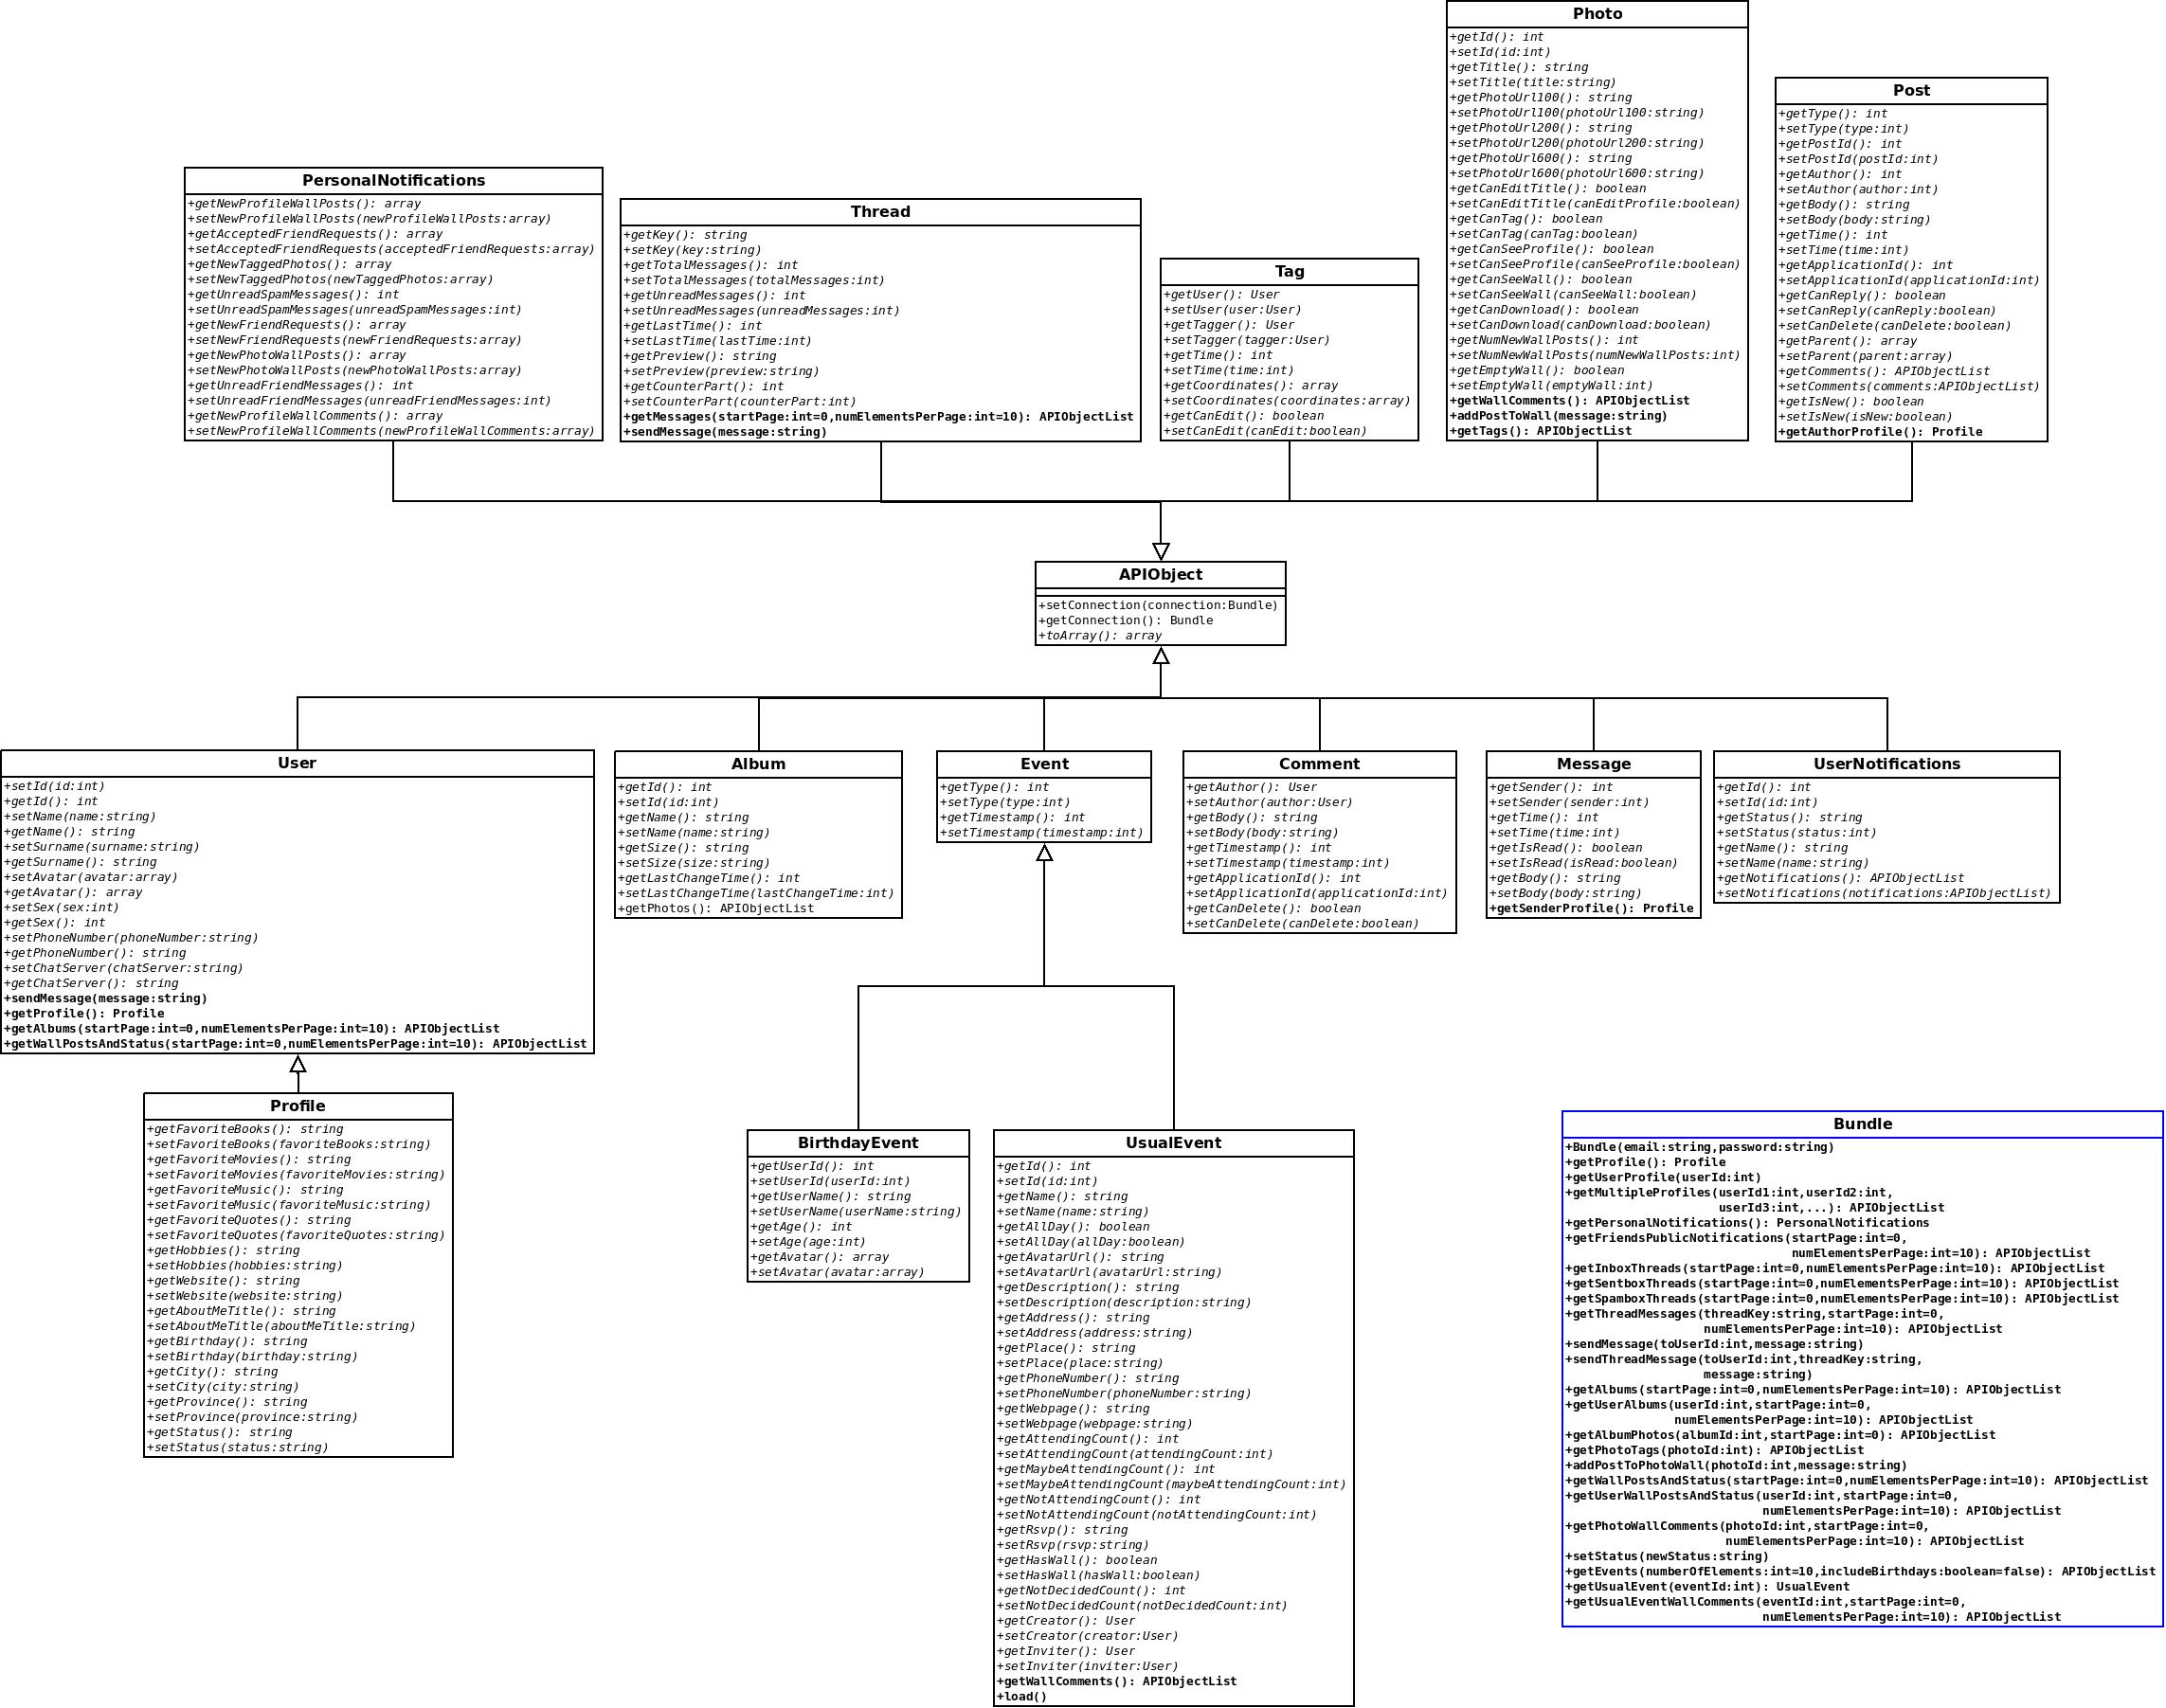 Photo
+getId(): int
+setId(id:int)
+getTitle(): string
+setTitle(title:string)
+getPhotoUrl100(): string
+setPhotoUrl100(photoUrl100:string)
+getPhotoUrl200(): string
+setPhotoUrl200(photoUrl200:string)
+getPhotoUrl600(): string
+setPhotoUrl600(photoUrl600:string)
+getCanEditTitle(): boolean
+setCanEditTitle(canEditProfile:boolean)
+getCanTag(): boolean
+setCanTag(canTag:boolean)
+getCanSeeProfile(): boolean
+setCanSeeProfile(canSeeProfile:boolean)
+getCanSeeWall(): boolean
+setCanSeeWall(canSeeWall:boolean)
+getCanDownload(): boolean
+setCanDownload(canDownload:boolean)
+getNumNewWallPosts(): int
+setNumNewWallPosts(numNewWallPosts:int)
+getEmptyWall(): boolean
+setEmptyWall(emptyWall:int)
+getWallComments(): APIObjectList
+addPostToWall(message:string)
+getTags(): APIObjectList
Post
+getType(): int
+setType(type:int)
+getPostId(): int
+setPostId(postId:int)
+getAuthor(): int
+setAuthor(author:int)
+getBody(): string
+setBody(body:string)
+getTime(): int
+setTime(time:int)
+getApplicationId(): int
+setApplicationId(applicationId:int)
+getCanReply(): boolean
+setCanReply(canReply:boolean)
+setCanDelete(canDelete:boolean)
+getParent(): array
+setParent(parent:array)
+getComments(): APIObjectList
+setComments(comments:APIObjectList)
+getIsNew(): boolean
+setIsNew(isNew:boolean)
+getAuthorProfile(): Profile
PersonalNotifications
+getNewProfileWallPosts(): array
+setNewProfileWallPosts(newProfileWallPosts:array)
+getAcceptedFriendRequests(): array
+setAcceptedFriendRequests(acceptedFriendRequests:array)
+getNewTaggedPhotos(): array
+setNewTaggedPhotos(newTaggedPhotos:array)
+getUnreadSpamMessages(): int
+setUnreadSpamMessages(unreadSpamMessages:int)
+getNewFriendRequests(): array
+setNewFriendRequests(newFriendRequests:array)
+getNewPhotoWallPosts(): array
+setNewPhotoWallPosts(newPhotoWallPosts:array)
+getUnreadFriendMessages(): int
+setUnreadFriendMessages(unreadFriendMessages:int)
+getNewProfileWallComments(): array
+setNewProfileWallComments(newProfileWallComments:array)
Thread
+getKey(): string
+setKey(key:string)
+getTotalMessages(): int
+setTotalMessages(totalMessages:int)
+getUnreadMessages(): int
+setUnreadMessages(unreadMessages:int)
+getLastTime(): int
+setLastTime(lastTime:int)
+getPreview(): string
+setPreview(preview:string)
+getCounterPart(): int
+setCounterPart(counterPart:int)
+getMessages(startPage:int=0,numElementsPerPage:int=10): APIObjectList
+sendMessage(message:string)
Tag
+getUser(): User
+setUser(user:User)
+getTagger(): User
+setTagger(tagger:User)
+getTime(): int
+setTime(time:int)
+getCoordinates(): array
+setCoordinates(coordinates:array)
+getCanEdit(): boolean
+setCanEdit(canEdit:boolean)
APIObject
+setConnection(connection:Bundle)
+getConnection(): Bundle
+toArray(): array
User
+setId(id:int)
+getId(): int
+setName(name:string)
+getName(): string
+setSurname(surname:string)
+getSurname(): string
+setAvatar(avatar:array)
+getAvatar(): array
+setSex(sex:int)
+getSex(): int
+setPhoneNumber(phoneNumber:string)
+getPhoneNumber(): string
+setChatServer(chatServer:string)
+getChatServer(): string
+sendMessage(message:string)
+getProfile(): Profile
+getAlbums(startPage:int=0,numElementsPerPage:int=10): APIObjectList
+getWallPostsAndStatus(startPage:int=0,numElementsPerPage:int=10): APIObjectList
Album
+getId(): int
+setId(id:int)
+getName(): string
+setName(name:string)
+getSize(): string
+setSize(size:string)
+getLastChangeTime(): int
+setLastChangeTime(lastChangeTime:int)
+getPhotos(): APIObjectList
Event
+getType(): int
+setType(type:int)
+getTimestamp(): int
+setTimestamp(timestamp:int)
Comment
+getAuthor(): User
+setAuthor(author:User)
+getBody(): string
+setBody(body:string)
+getTimestamp(): int
+setTimestamp(timestamp:int)
+getApplicationId(): int
+setApplicationId(applicationId:int)
+getCanDelete(): boolean
+setCanDelete(canDelete:boolean)
Message
+getSender(): int
+setSender(sender:int)
+getTime(): int
+setTime(time:int)
+getIsRead(): boolean
+setIsRead(isRead:boolean)
+getBody(): string
+setBody(body:string)
+getSenderProfile(): Profile
UserNotifications
+getId(): int
+setId(id:int)
+getStatus(): string
+setStatus(status:int)
+getName(): string
+setName(name:string)
+getNotifications(): APIObjectList
+setNotifications(notifications:APIObjectList)
Profile
+getFavoriteBooks(): string
+setFavoriteBooks(favoriteBooks:string)
+getFavoriteMovies(): string
+setFavoriteMovies(favoriteMovies:string)
+getFavoriteMusic(): string
+setFavoriteMusic(favoriteMusic:string)
+getFavoriteQuotes(): string
+setFavoriteQuotes(favoriteQuotes:string)
+getHobbies(): string
+setHobbies(hobbies:string)
+getWebsite(): string
+setWebsite(website:string)
+getAboutMeTitle(): string
+setAboutMeTitle(aboutMeTitle:string)
+getBirthday(): string
+setBirthday(birthday:string)
+getCity(): string
+setCity(city:string)
+getProvince(): string
+setProvince(province:string)
+getStatus(): string
+setStatus(status:string)
BirthdayEvent
+getUserId(): int
+setUserId(userId:int)
+getUserName(): string
+setUserName(userName:string)
+getAge(): int
+setAge(age:int)
+getAvatar(): array
+setAvatar(avatar:array)
UsualEvent
+getId(): int
+setId(id:int)
+getName(): string
+setName(name:string)
+getAllDay(): boolean
+setAllDay(allDay:boolean)
+getAvatarUrl(): string
+setAvatarUrl(avatarUrl:string)
+getDescription(): string
+setDescription(description:string)
+getAddress(): string
+setAddress(address:string)
+getPlace(): string
+setPlace(place:string)
+getPhoneNumber(): string
+setPhoneNumber(phoneNumber:string)
+getWebpage(): string
+setWebpage(webpage:string)
+getAttendingCount(): int
+setAttendingCount(attendingCount:int)
+getMaybeAttendingCount(): int
+setMaybeAttendingCount(maybeAttendingCount:int)
+getNotAttendingCount(): int
+setNotAttendingCount(notAttendingCount:int)
+getRsvp(): string
+setRsvp(rsvp:string)
+getHasWall(): boolean
+setHasWall(hasWall:boolean)
+getNotDecidedCount(): int
+setNotDecidedCount(notDecidedCount:int)
+getCreator(): User
+setCreator(creator:User)
+getInviter(): User
+setInviter(inviter:User)
+getWallComments(): APIObjectList
+load()
Bundle
+Bundle(email:string,password:string)
+getProfile(): Profile
+getUserProfile(userId:int)
+getMultipleProfiles(userId1:int,userId2:int,
userId3:int,...): APIObjectList
+getPersonalNotifications(): PersonalNotifications
+getFriendsPublicNotifications(startPage:int=0,
numElementsPerPage:int=10): APIObjectList
+getInboxThreads(startPage:int=0,numElementsPerPage:int=10): APIObjectList
+getSentboxThreads(startPage:int=0,numElementsPerPage:int=10): APIObjectList
+getSpamboxThreads(startPage:int=0,numElementsPerPage:int=10): APIObjectList
+getThreadMessages(threadKey:string,startPage:int=0,
numElementsPerPage:int=10): APIObjectList
+sendMessage(toUserId:int,message:string)
+sendThreadMessage(toUserId:int,threadKey:string,
message:string)
+getAlbums(startPage:int=0,numElementsPerPage:int=10): APIObjectList
+getUserAlbums(userId:int,startPage:int=0,
numElementsPerPage:int=10): APIObjectList
+getAlbumPhotos(albumId:int,startPage:int=0): APIObjectList
+getPhotoTags(photoId:int): APIObjectList
+addPostToPhotoWall(photoId:int,message:string)
+getWallPostsAndStatus(startPage:int=0,numElementsPerPage:int=10): APIObjectList
+getUserWallPostsAndStatus(userId:int,startPage:int=0,
numElementsPerPage:int=10): APIObjectList
+getPhotoWallComments(photoId:int,startPage:int=0,
numElementsPerPage:int=10): APIObjectList
+setStatus(newStatus:string)
+getEvents(numberOfElements:int=10,includeBirthdays:boolean=false): APIObjectList
+getUsualEvent(eventId:int): UsualEvent
+getUsualEventWallComments(eventId:int,startPage:int=0,
numElementsPerPage:int=10): APIObjectList